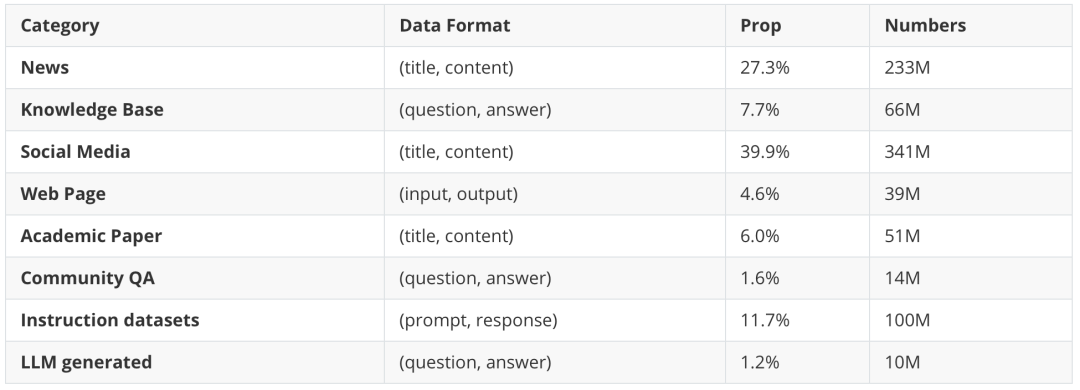 Category Data Format Prop Numbers
News (title, content) 27.3% 233M
Knowledge Base (question, answer) 7.7% 66M
Social Media (title, content) 39.9% 341M
Web Page (input, output) 4.6% 39M
Academic Paper (title, content) 6.0% 51M
Community QA (question, answer) 1.6% 14M
Instruction datasets (prompt, response) 11.7% 100M
LLM generated (question, answer) 1.2% 10M